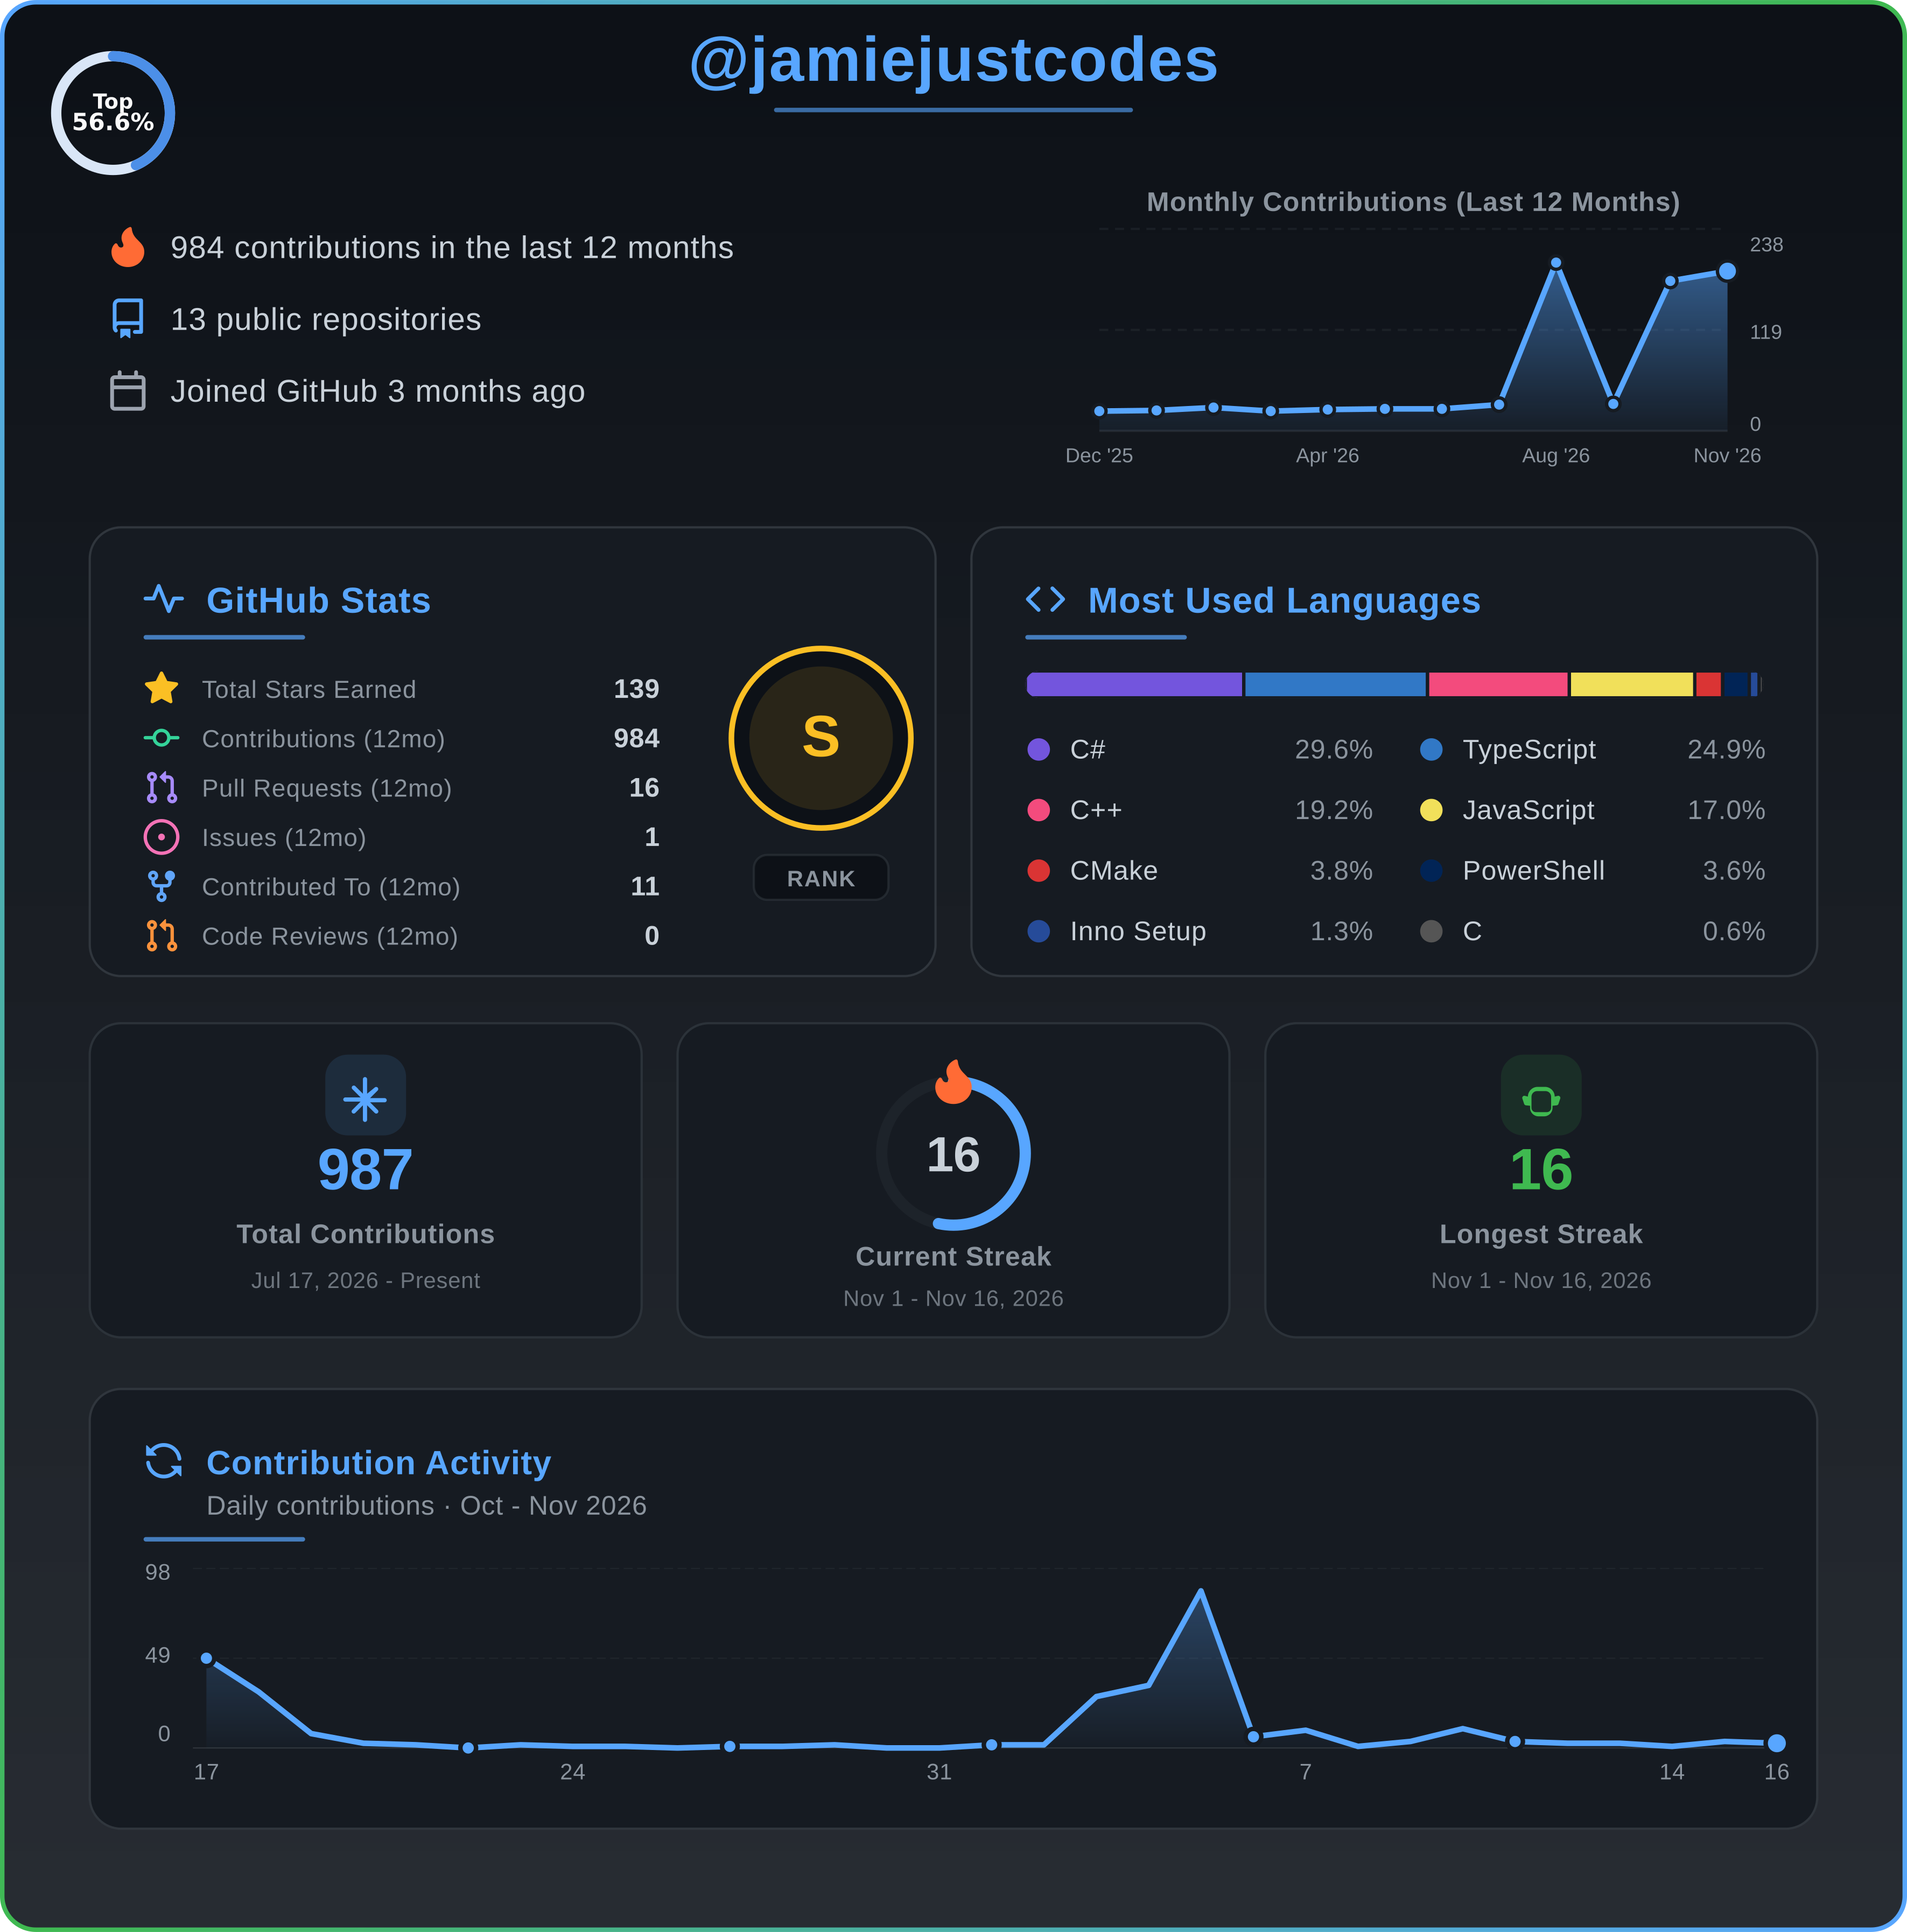 @jamiejustcodes
Top
56.6%
984 contributions in the last 12 months
13 public repositories
Joined GitHub 3 months ago
Monthly Contributions (Last 12 Months)
238
119
0
Dec '25 Apr '26 Aug '26 Nov '26
GitHub Stats
Total Stars Earned 139
Contributions (12mo) 984
Pull Requests (12mo) 16
Issues (12mo) 1
Contributed To (12mo) 11
Code Reviews (12mo) 0
S
RANK
Most Used Languages
C# 29.6% TypeScript 24.9%
C++ 19.2% JavaScript 17.0%
CMake 3.8% PowerShell 3.6%
Inno Setup 1.3% C 0.6%
987
Total Contributions
Jul 17, 2026 - Present
16
Current Streak
Nov 1 - Nov 16, 2026
16
Longest Streak
Nov 1 - Nov 16, 2026
Contribution Activity
Daily contributions · Oct - Nov 2026
98
49
0
17 24 31 7 14 16